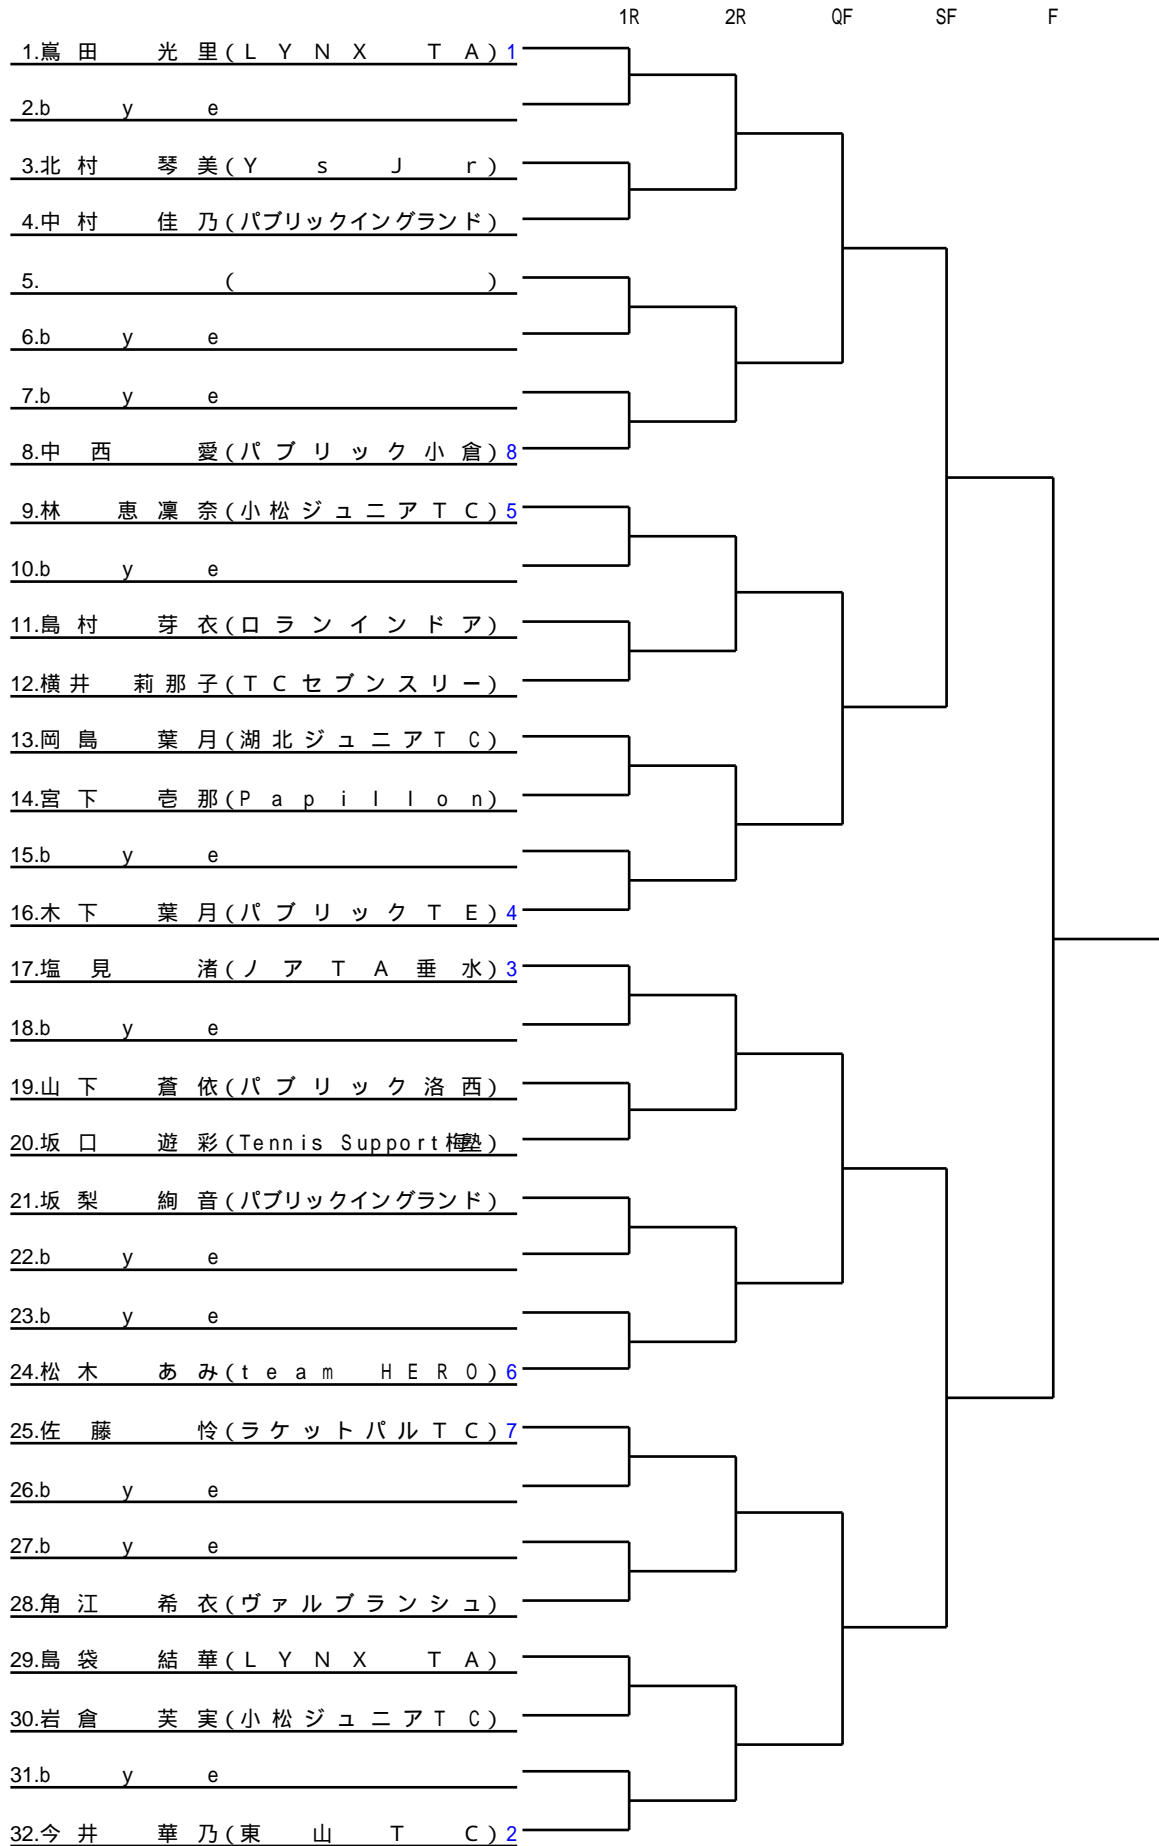 1R 2R QF SF F
1.嶌田 光里(LYNX TA) 1
2.bye
3.北村 琴美(YsJr)
4.中村 佳乃(パブリックイングランド)
5. ( )
6.bye
7.bye
8.中西 愛(パブリック小倉) 8
9.林 恵凜奈(小松ジュニアTC) 5
10.bye
11.島村 芽衣(ロランインドア)
12.横井 莉那子(TCセブンスリー)
13.岡島 葉月(湖北ジュニアTC)
14.宮下 壱那(Papillon)
15.bye
16.木下 葉月(パブリックTE) 4
17.塩見 渚(ノアTA垂水) 3
18.bye
19.山下 蒼依(パブリック洛西)
20.坂口 遊彩(Tennis Support梅塾)
21.坂梨 絢音(パブリックイングランド)
22.bye
23.bye
24.松木 あみ(team HERO) 6
25.佐藤 怜(ラケットパルTC) 7
26.bye
27.bye
28.角江 希衣(ヴァルブランシュ)
29.島袋 結華(LYNX TA)
30.岩倉 芙実(小松ジュニアTC)
31.bye
32.今井 華乃(東山TC) 2